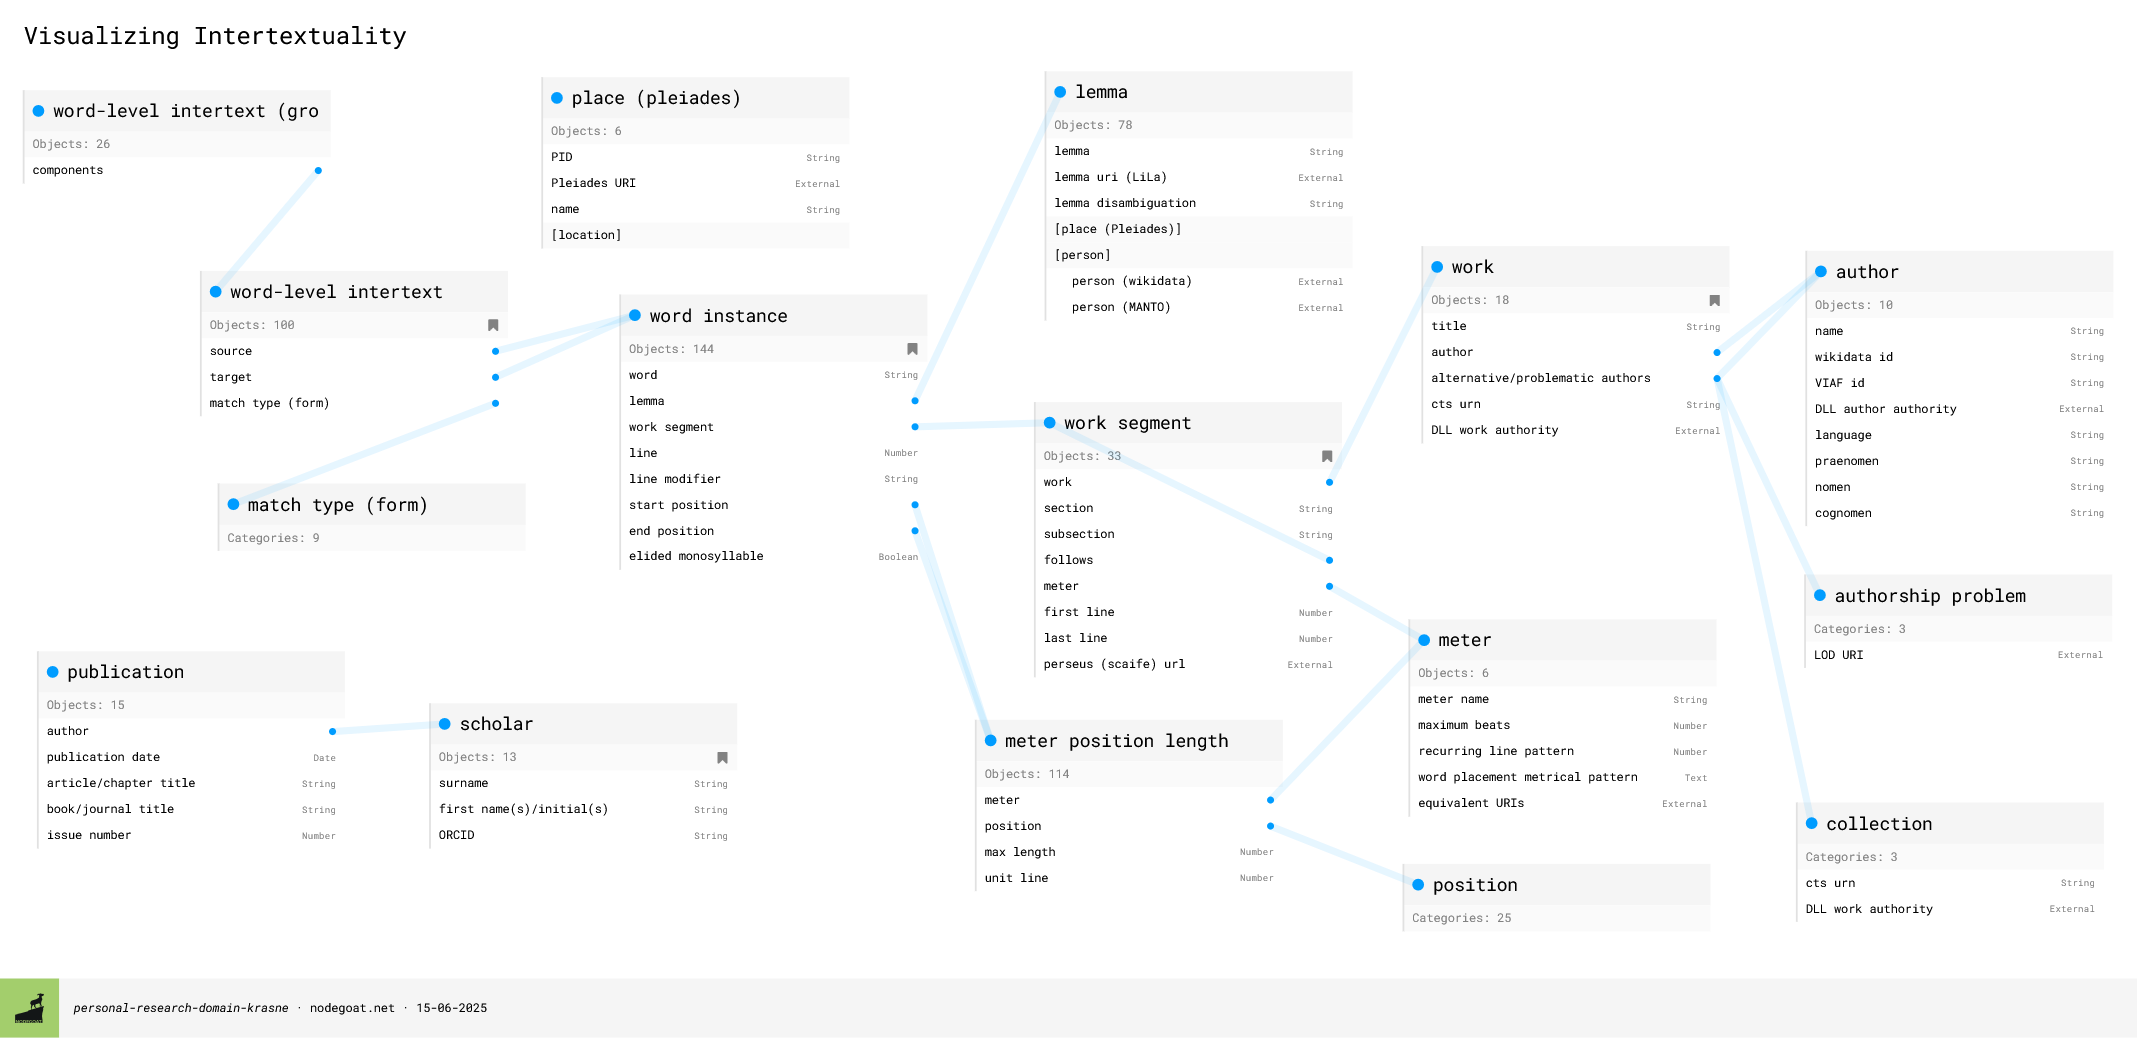 Visualizing Intertextuality
word-level intertext (gro
Objects: 26
components
place (pleiades)
Objects: 6
PID String
Pleiades URI External
name String
[location]
lemma
Objects: 78
lemma String
lemma uri (LiLa) External
lemma disambiguation String
[place (Pleiades)]
[person]
person (wikidata) External
person (MANTO) External
word-level intertext
Objects: 100
source
target
match type (form)
word instance
Objects: 144
word String
lemma
work segment
line Number
line modifier String
start position
end position
elided monosyllable Boolean
work
Objects: 18
title String
author
alternative/problematic authors
cts urn String
DLL work authority External
author
Objects: 10
name String
wikidata id String
VIAF id String
DLL author authority External
language String
praenomen String
nomen String
cognomen String
match type (form)
Categories: 9
work segment
Objects: 33
work
section String
subsection String
follows
meter
first line Number
last line Number
perseus (scaife) url External
authorship problem
Categories: 3
LOD URI External
publication
Objects: 15
author
publication date Date
article/chapter title String
book/journal title String
issue number Number
scholar
Objects: 13
surname String
first name(s)/initial(s) String
ORCID String
meter position length
Objects: 114
meter
position
max length Number
unit line Number
meter
Objects: 6
meter name String
maximum beats Number
recurring line pattern Number
word placement metrical pattern Text
equivalent URIs External
position
Categories: 25
collection
Categories: 3
cts urn String
DLL work authority External
personal-research-domain-krasne · nodegoat.net · 15-06-2025